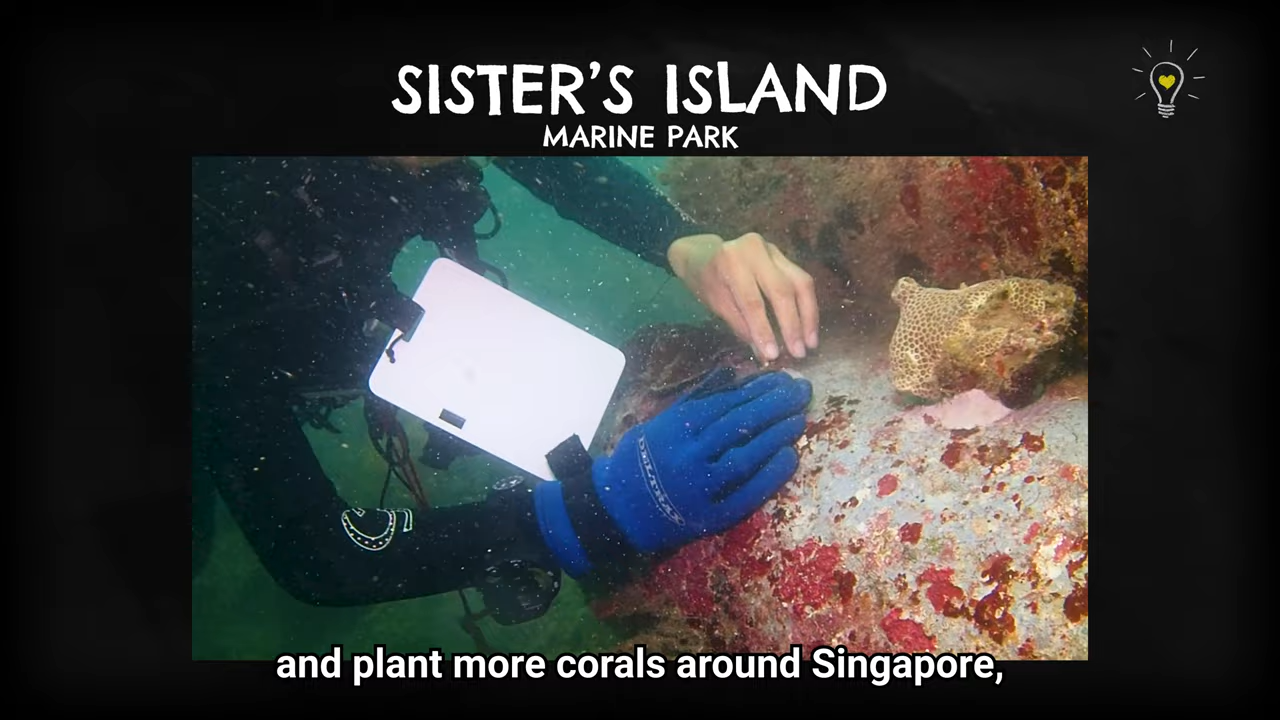 SISTER'S ISLAND
MARINE PARK
and plant more corals around Singapore,